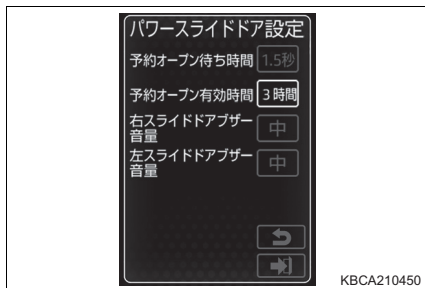 パワースライドドア設定
予約オープン待ち時間 1.5秒
予約オープン有効時間 3時間
右スライドドアブザー
音量 中
左スライドドアブザー
音量 中
KBCA210450